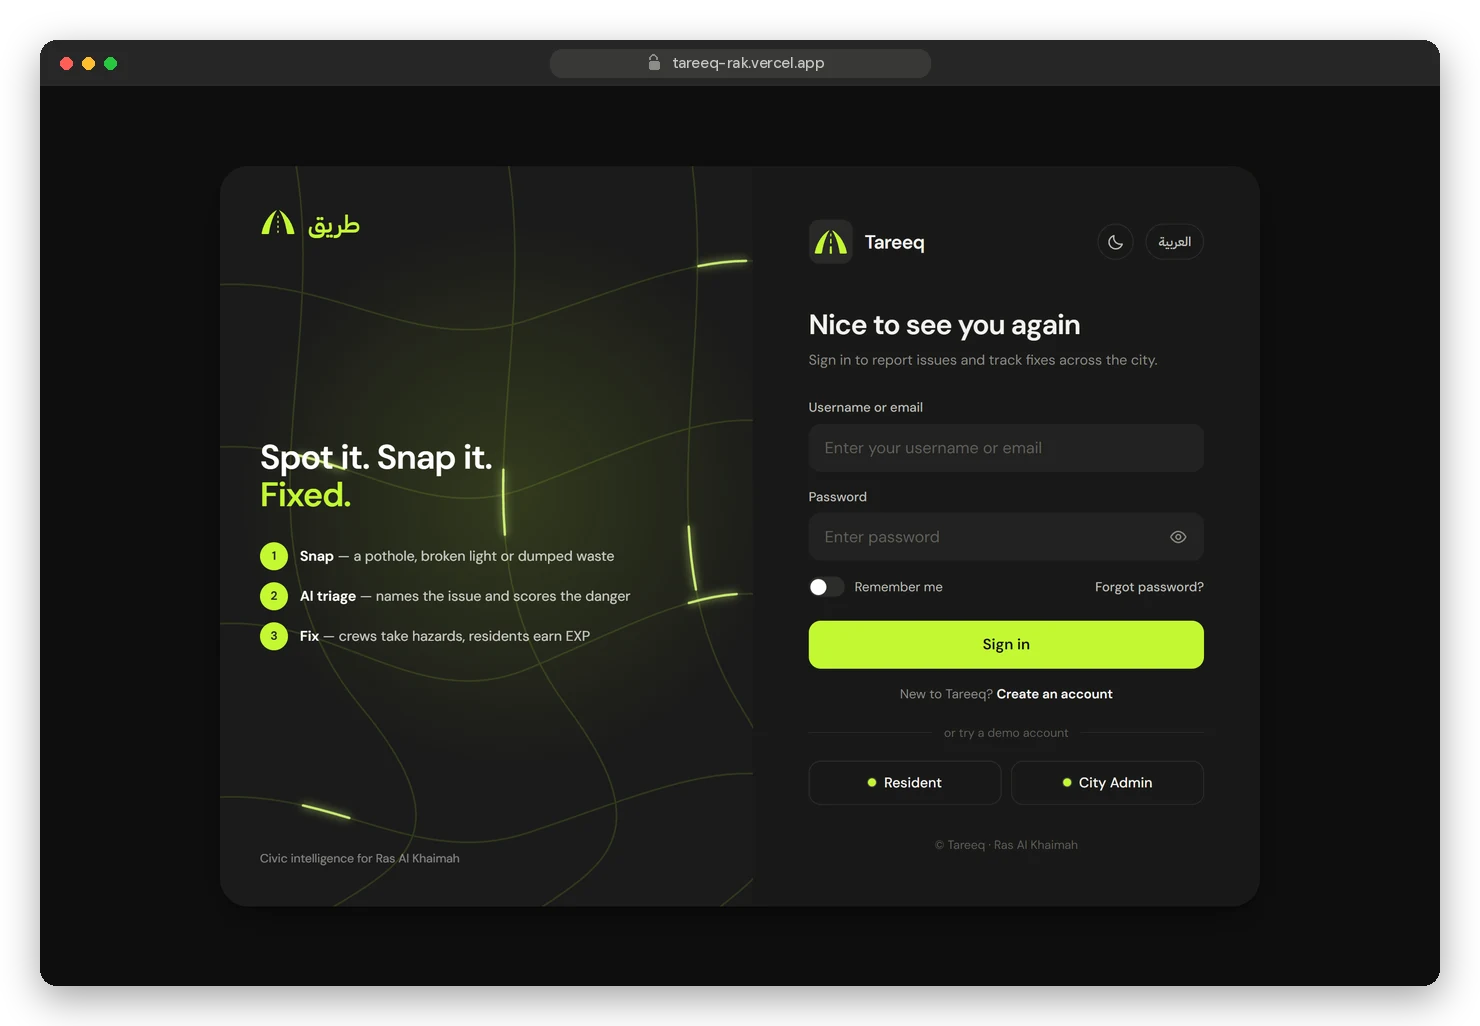 tareeq-rak.vercel.app
طريق
Spot it. Snap it.
Fixed.
1 Snap — a pothole, broken light or dumped waste
2 AI triage — names the issue and scores the danger
3 Fix — crews take hazards, residents earn EXP
Civic intelligence for Ras Al Khaimah
Tareeq
العربية
Nice to see you again
Sign in to report issues and track fixes across the city.
Username or email
Enter your username or email
Password
Enter password
Remember me
Forgot password?
Sign in
New to Tareeq? Create an account
or try a demo account
Resident
City Admin
© Tareeq · Ras Al Khaimah